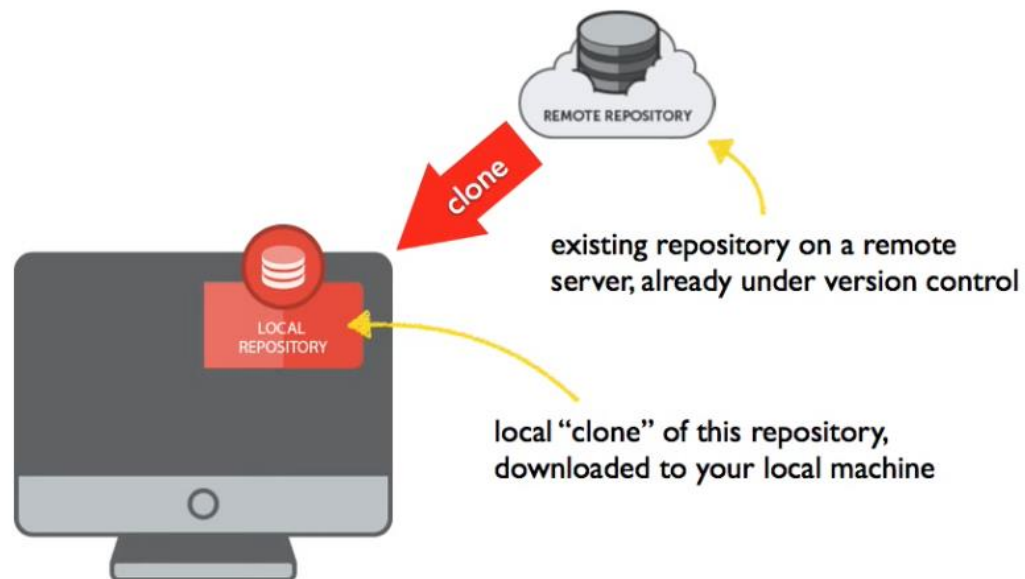 REMOTE REPOSITORY
clone
existing repository on a remote
server, already under version control
LOCAL
REPOSITORY
local “clone” of this repository,
downloaded to your local machine